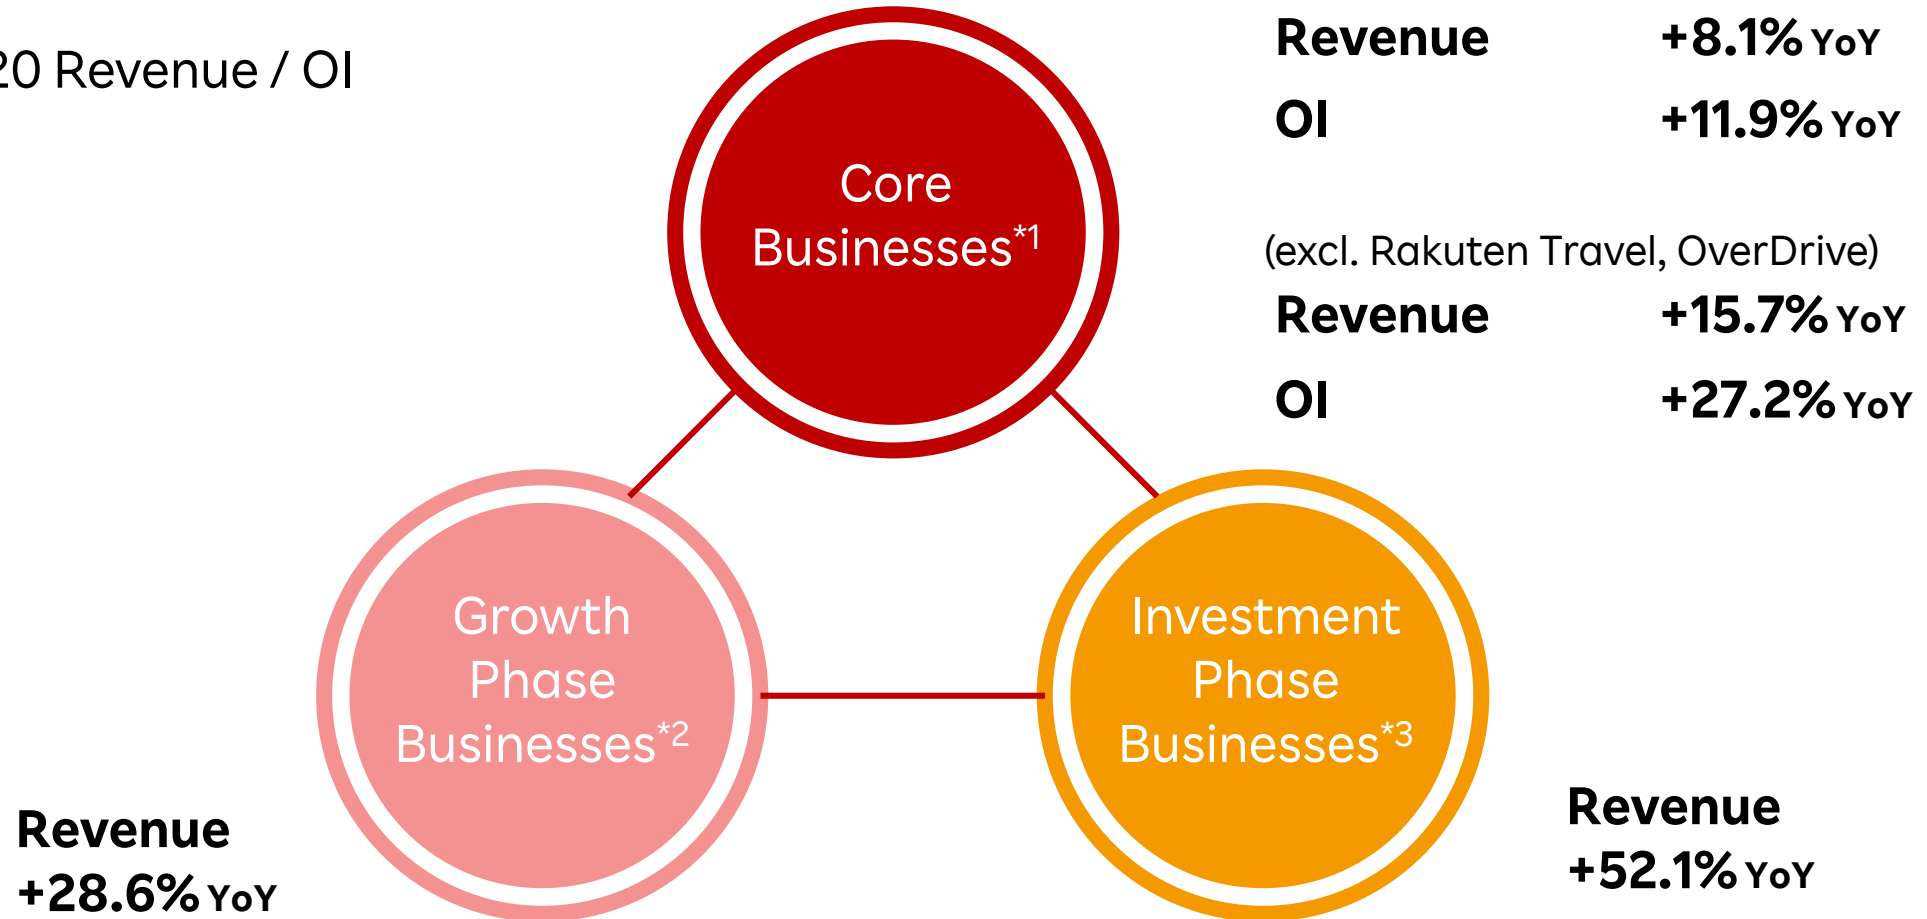 20 Revenue / OI
Revenue +8.1% YoY
OI +11.9% YoY
(excl. Rakuten Travel, OverDrive)
Revenue +15.7% YoY
OI +27.2% YoY
Core
Businesses*1
Growth
Phase
Businesses*2
Investment
Phase
Businesses*3
Revenue
+28.6% YoY
Revenue
+52.1% YoY